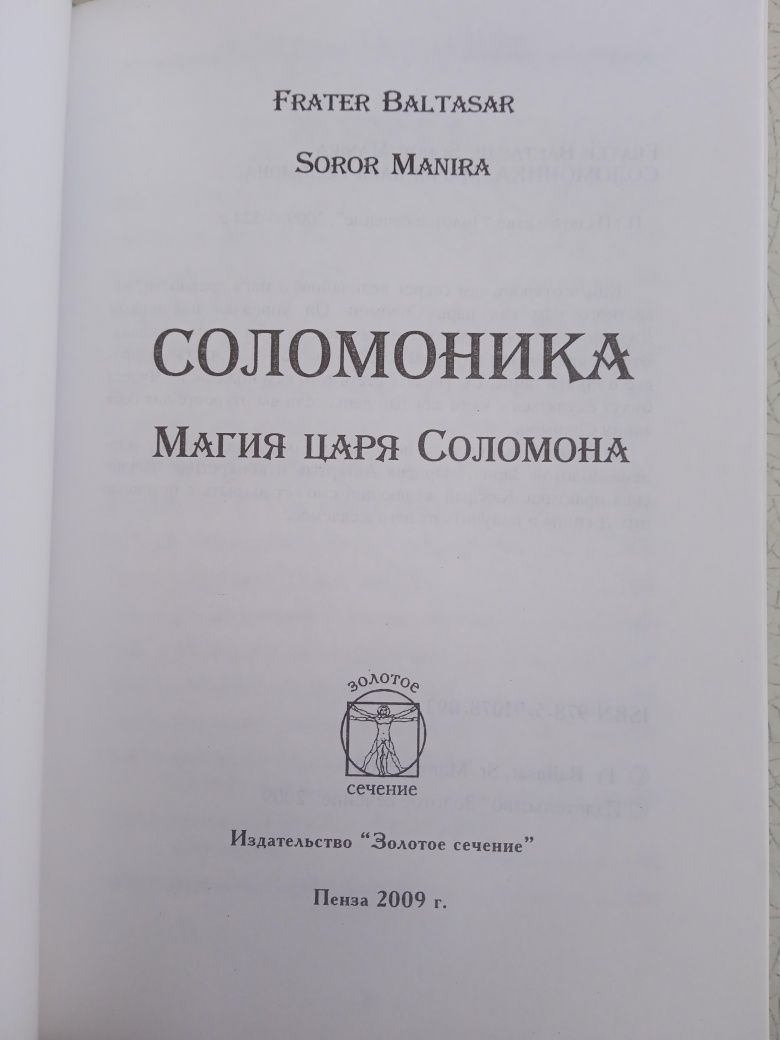 Frater Baltasar
Soror Manira
СОЛОМОНИКА
Магия царя Соломона
ЗОЛОТОЕ
сечение
Издательство “Золотое сечение”
Пенза 2009 г.